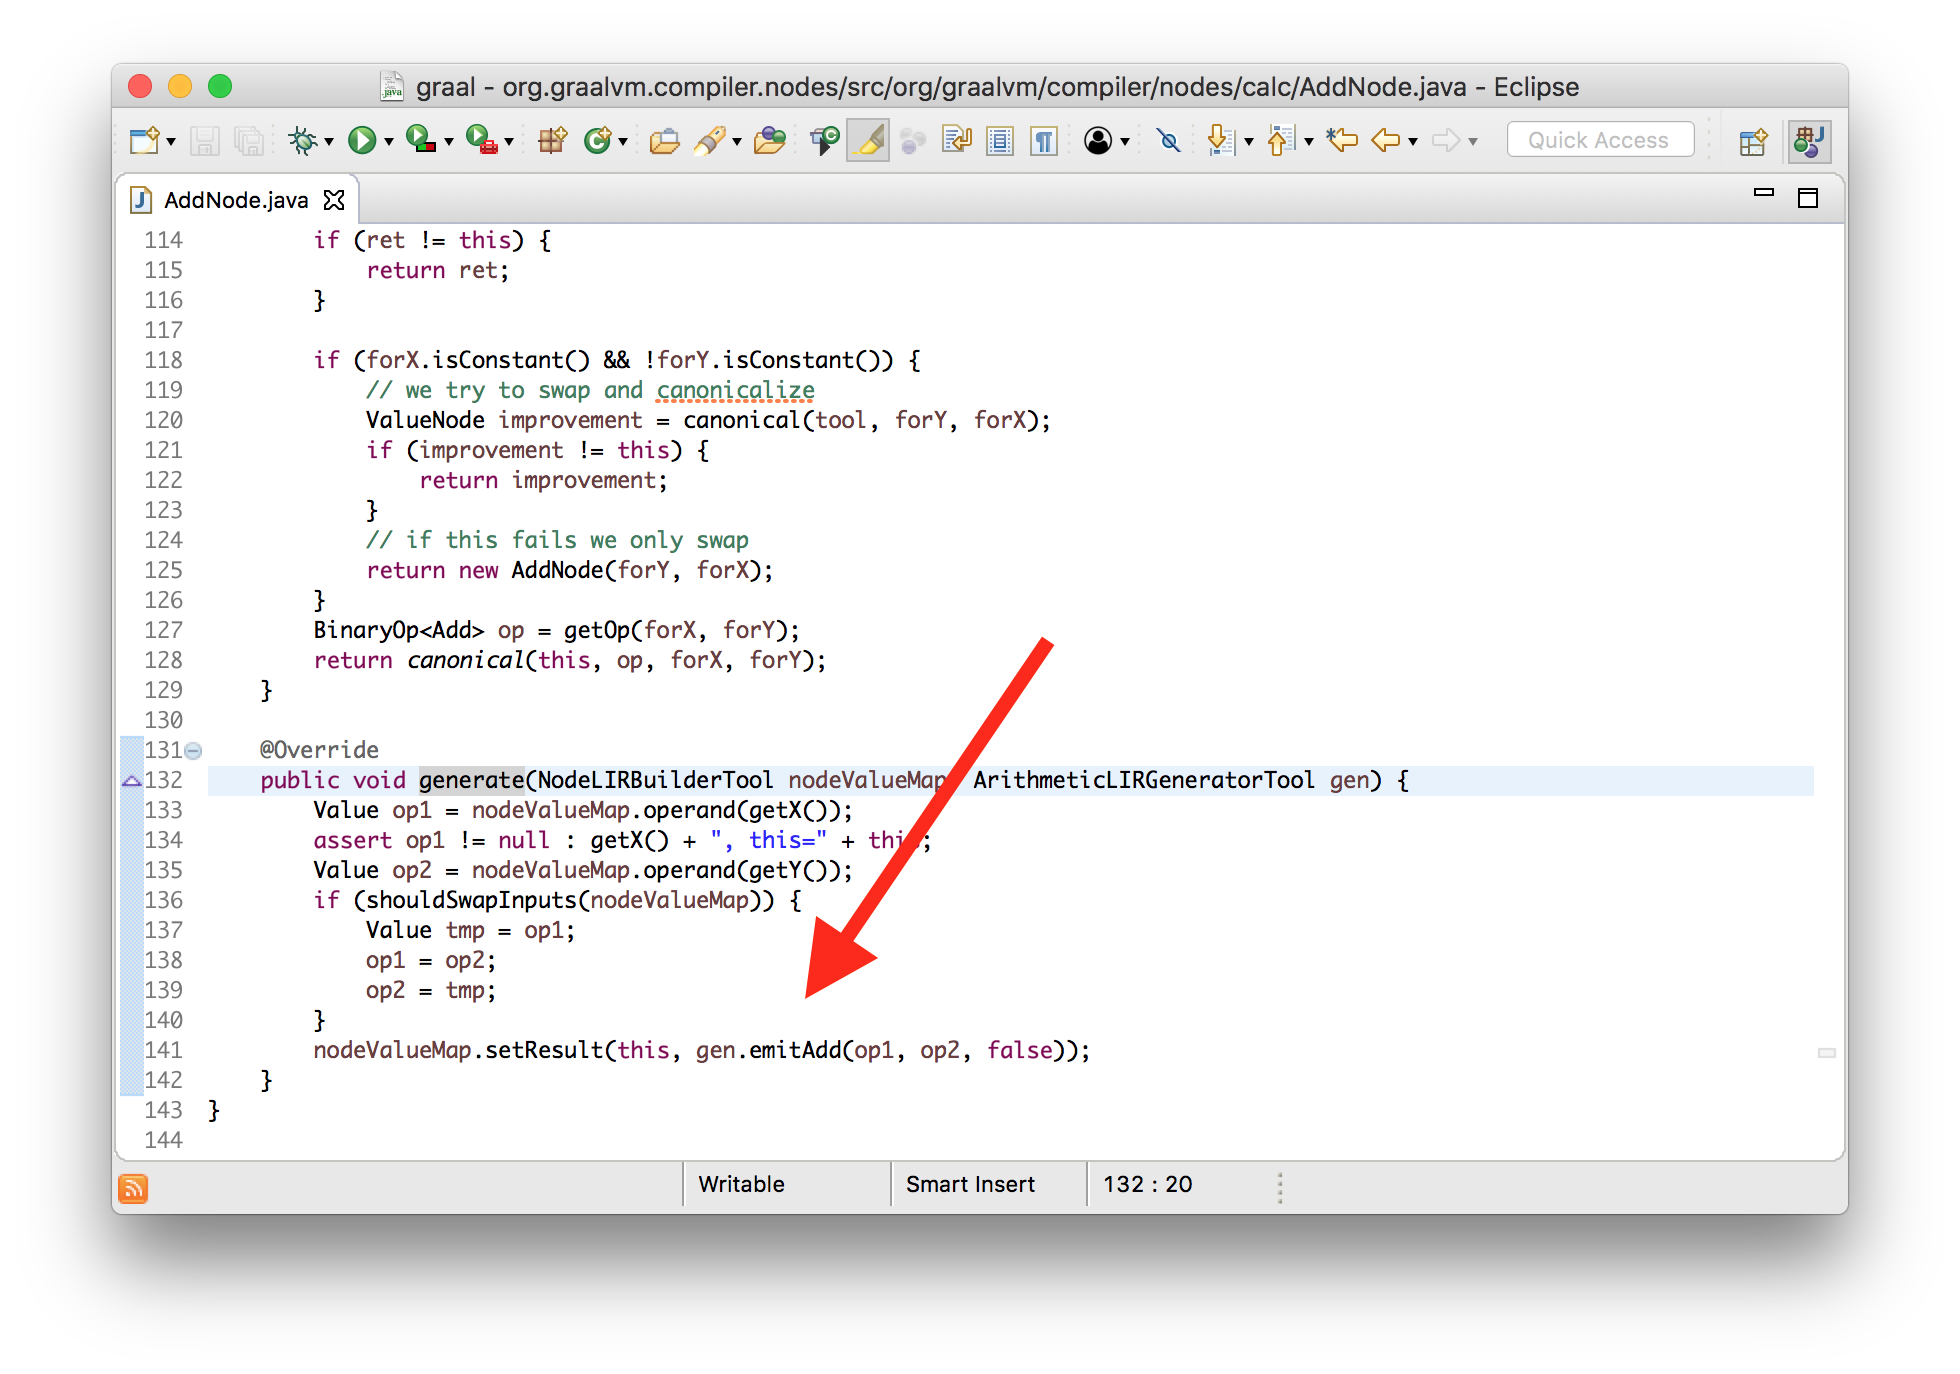 graal - org.graalvm.compiler.nodes/src/org/graalvm/compiler/nodes/calc/AddNode.java - Eclipse
Quick Access
AddNode.java
114         if (ret != this) {
115             return ret;
116         }
117
118         if (forX.isConstant() && !forY.isConstant()) {
119             // we try to swap and canonicalize
120             ValueNode improvement = canonical(tool, forY, forX);
121             if (improvement != this) {
122                 return improvement;
123             }
124             // if this fails we only swap
125             return new AddNode(forY, forX);
126         }
127         BinaryOp<Add> op = getOp(forX, forY);
128         return canonical(this, op, forX, forY);
129     }
130
131     @Override
132     public void generate(NodeLIRBuilderTool nodeValueMap ArithmeticLIRGeneratorTool gen) {
133         Value op1 = nodeValueMap.operand(getX());
134         assert op1 != null : getX() + ", this=" + this;
135         Value op2 = nodeValueMap.operand(getY());
136         if (shouldSwapInputs(nodeValueMap)) {
137             Value tmp = op1;
138             op1 = op2;
139             op2 = tmp;
140         }
141         nodeValueMap.setResult(this, gen.emitAdd(op1, op2, false));
142     }
143 }
144
Writable
Smart Insert
132 : 20